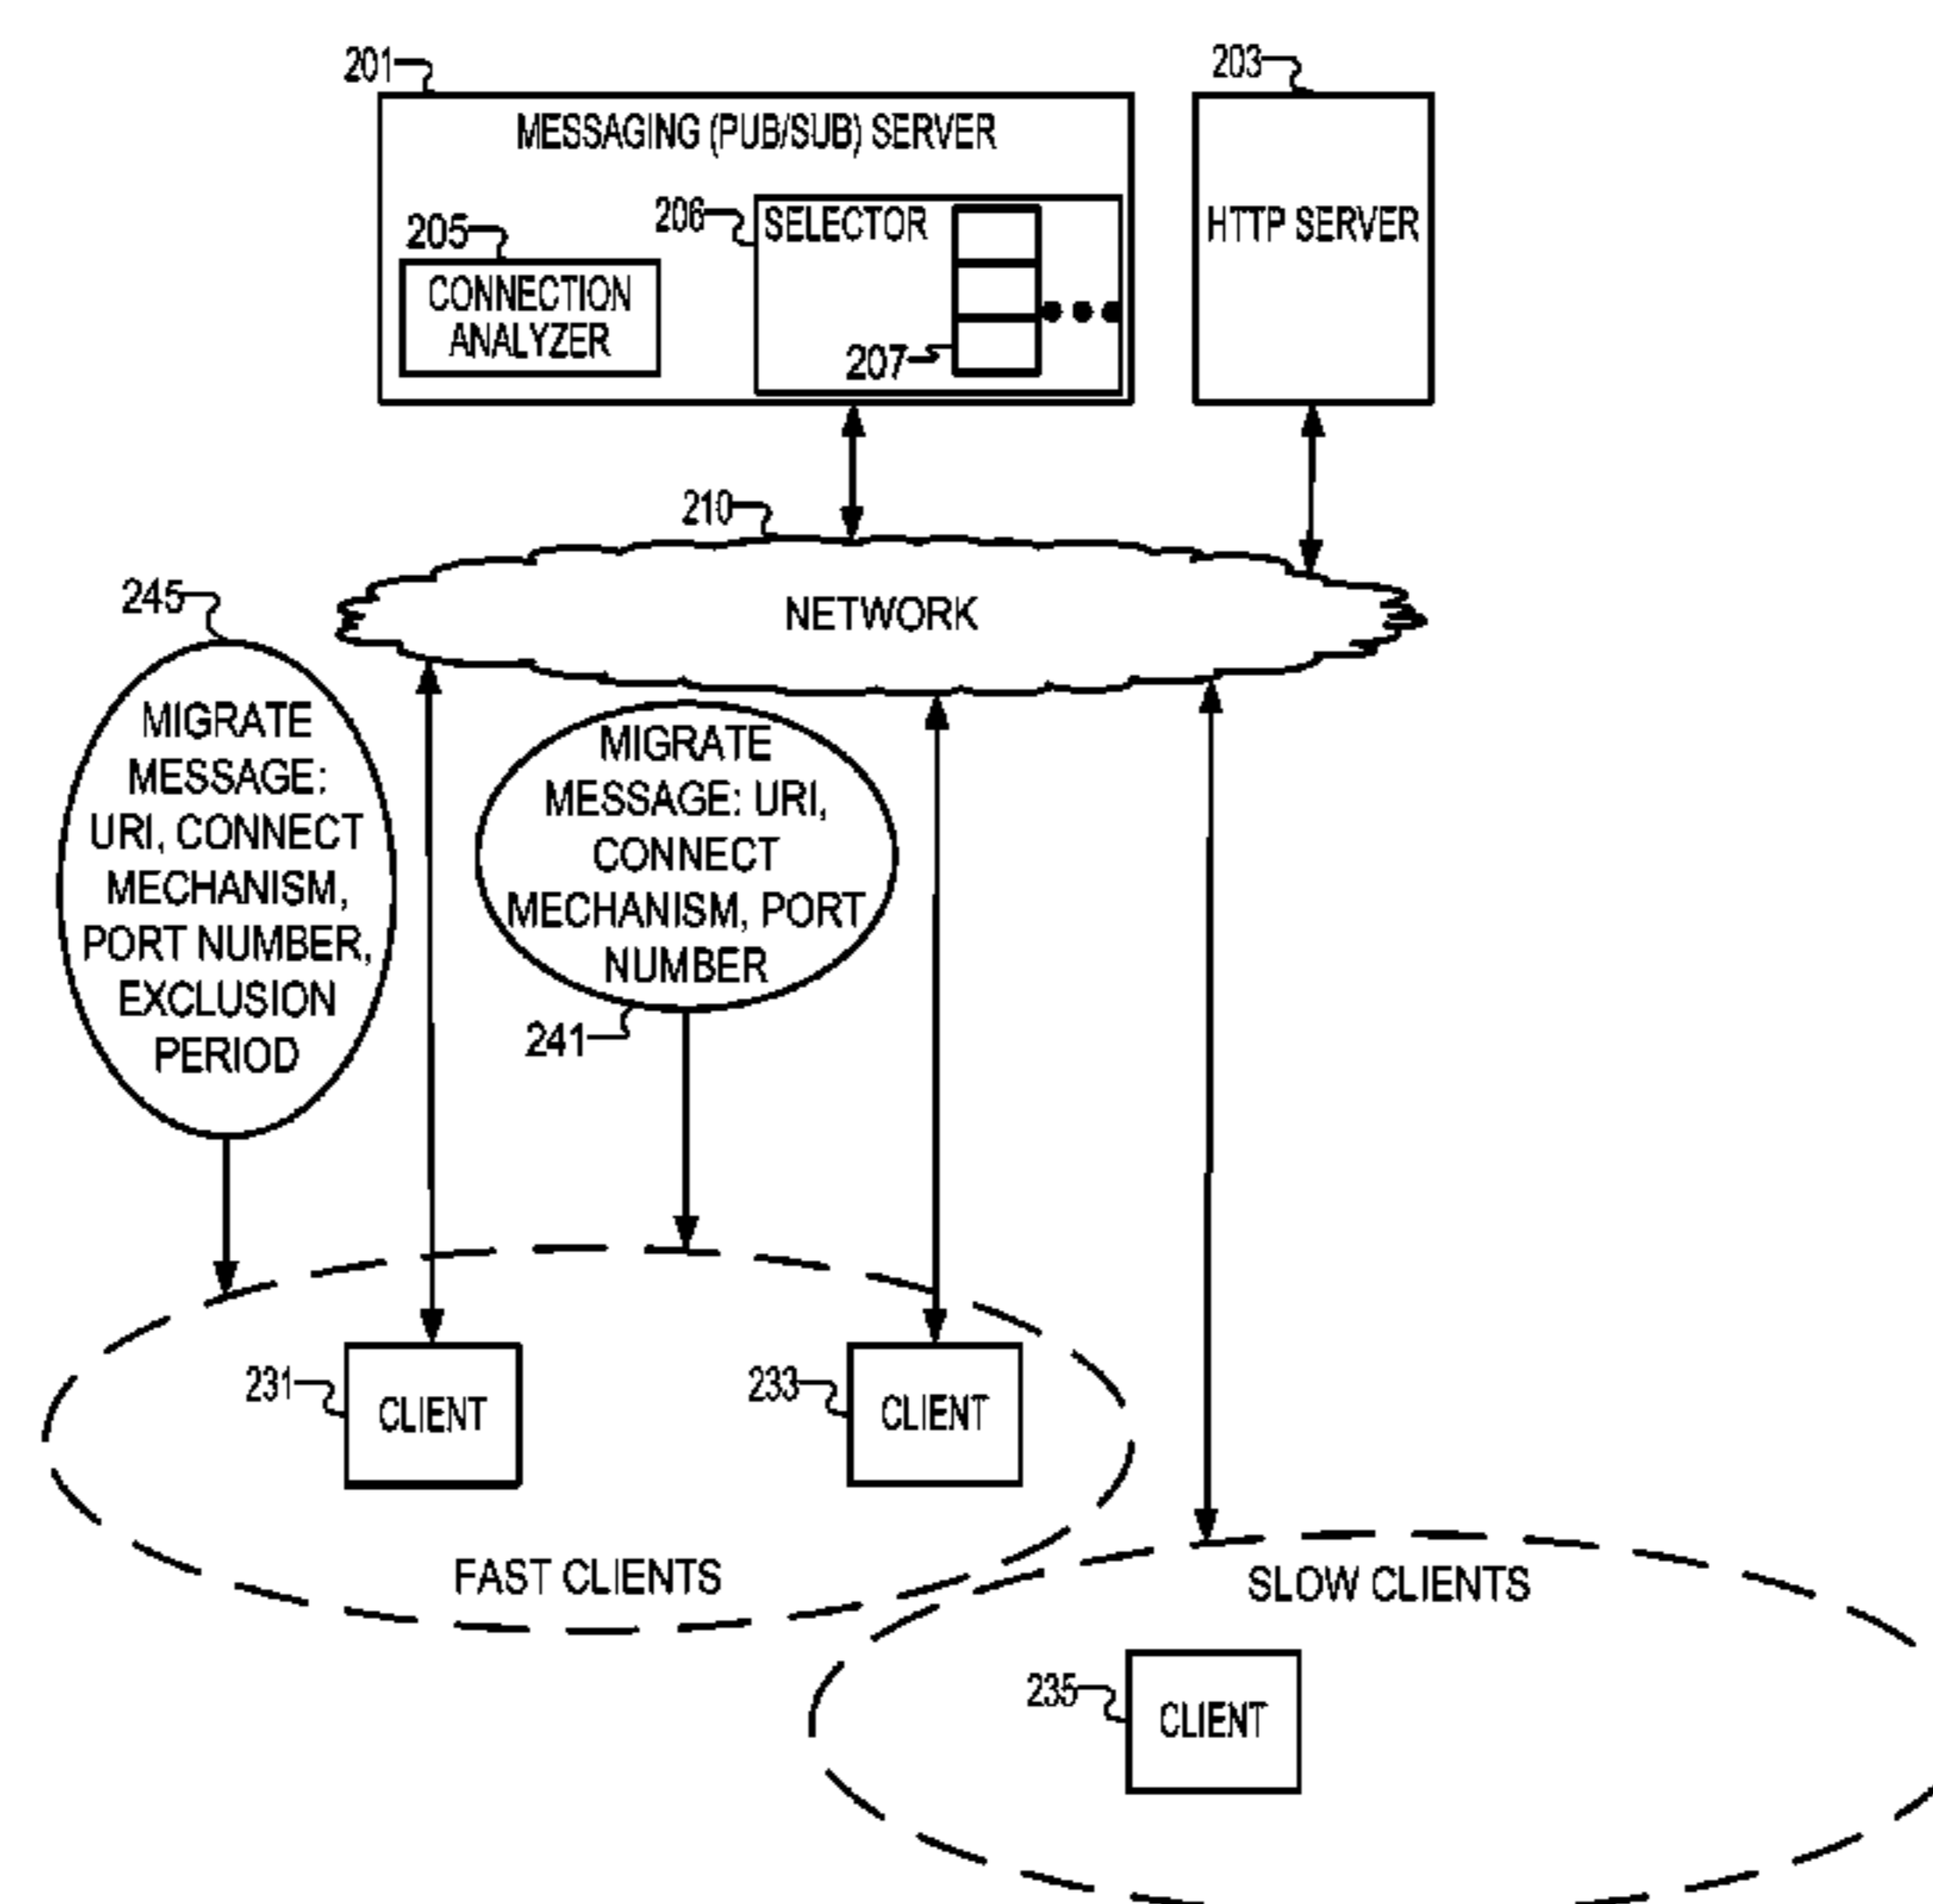 201
203
MESSAGING (PUB/SUB) SERVER
206
SELECTOR
HTTP SERVER
205
CONNECTION
ANALYZER
207
210
NETWORK
245
MIGRATE
MESSAGE:
URI, CONNECT
MECHANISM,
PORT NUMBER,
EXCLUSION
PERIOD
MIGRATE
MESSAGE: URI,
CONNECT
MECHANISM, PORT
NUMBER
241
231
CLIENT
233
CLIENT
FAST CLIENTS
SLOW CLIENTS
235
CLIENT